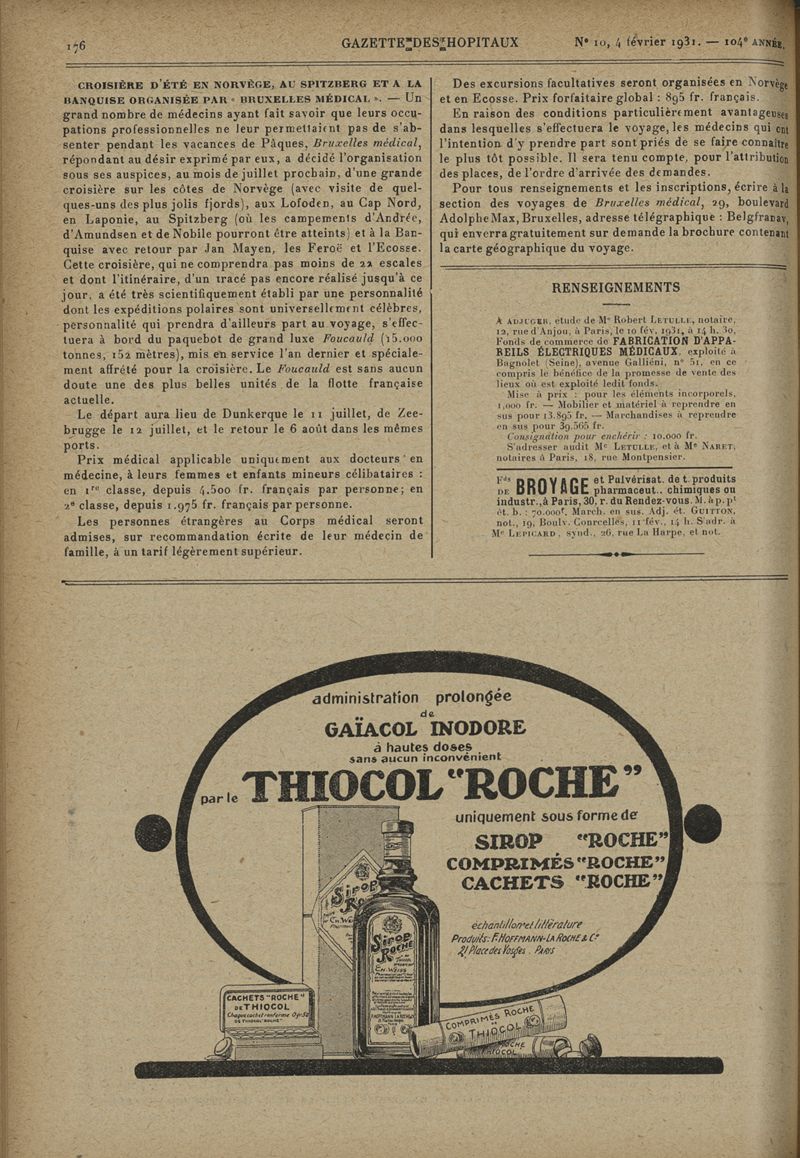 176
GAZETTE DES HOPITAUX
N° 10, 4 février 1931. — 104e ANNÉE.
CROISIÈRE D'ÉTÉ EN NORVÈGE, AU SPITZBERG ET A LA
BANQUISE ORGANISÉE PAR « BRUXELLES MÉDICAL ». — Un
grand nombre de médecins ayant fait savoir que leurs occu-
pations professionnelles ne leur permettaient pas de s'ab-
senter pendant les vacances de Pâques, Bruxelles médical,
répondant au désir exprimé par eux, a décidé l'organisation
sous ses auspices, au mois de juillet prochain, d'une grande
croisière sur les côtes de Norvège (avec visite de quel-
ques-uns des plus jolis fjords), aux Lofoden, au Cap Nord,
en Laponie, au Spitzberg (où les campements d'Andrée,
d'Amundsen et de Nobile pourront être atteints) et à la Ban-
quise avec retour par Jan Mayen, les Feroë et l'Ecosse.
Cette croisière, qui ne comprendra pas moins de 22 escales
et dont l'itinéraire, d'un tracé pas encore réalisé jusqu'à ce
jour, a été très scientifiquement établi par une personnalité
dont les expéditions polaires sont universellement célèbres,
personnalité qui prendra d'ailleurs part au voyage, s'effec-
tuera à bord du paquebot de grand luxe Foucauld (15.000
tonnes, 152 mètres), mis en service l'an dernier et spéciale-
ment affrété pour la croisière. Le Foucauld est sans aucun
doute une des plus belles unités de la flotte française
actuelle.
Le départ aura lieu de Dunkerque le 11 juillet, de Zee-
brugge le 12 juillet, et le retour le 6 août dans les mêmes
ports.
Prix médical applicable uniquement aux docteurs en
médecine, à leurs femmes et enfants mineurs célibataires :
en 1re classe, depuis 4.500 fr. français par personne; en
2e classe, depuis 1.975 fr. français par personne.
Les personnes étrangères au Corps médical seront
admises, sur recommandation écrite de leur médecin de
famille, à un tarif légèrement supérieur.
Des excursions facultatives seront organisées en Norvège
et en Ecosse. Prix forfaitaire global : 895 fr. français.
En raison des conditions particulièrement avantageuses
dans lesquelles s'effectuera le voyage, les médecins qui ont
l'intention d'y prendre part sont priés de se faire connaître
le plus tôt possible. Il sera tenu compte, pour l'attribution
des places, de l'ordre d'arrivée des demandes.
Pour tous renseignements et les inscriptions, écrire à la
section des voyages de Bruxelles médical, 29, boulevard
Adolphe Max, Bruxelles, adresse télégraphique : Belgfranav,
qui enverra gratuitement sur demande la brochure contenant
la carte géographique du voyage.
RENSEIGNEMENTS
A ADJUGER, étude de Me Robert LETULLE, notaire,
12, rue d'Anjou, à Paris, le 10 fév. 1931, à 14 h. 30,
Fonds de commerce de FABRICATION D'APPA-
REILS ÉLECTRIQUES MÉDICAUX, exploité à
Bagnolet (Seine), avenue Galliéni, n° 51, en ce
compris le bénéfice de la promesse de vente des
lieux où est exploité ledit fonds.
Mise à prix : pour les éléments incorporels,
1.000 fr. — Mobilier et matériel à reprendre en
sus pour 13.895 fr. — Marchandises à reprendre
en sus pour 39.565 fr.
Consignation pour enchérir : 10.000 fr.
S'adresser audit Me LETULLE, et à Me NARET,
notaires à Paris, 18, rue Montpensier.
Fds DE BROYAGE et Pulvérisat. de t. produits
pharmaceut., chimiques ou
industr., à Paris, 30, r. du Rendez-vous. M. à p. pt
ét. b. : 70.000f. March. en sus. Adj. ét. GUITTON,
not., 19, Boulv. Courcelles, 11 fév., 14 h. S'adr. à
Me LEPICARD, synd., 26, rue La Harpe, et not.
administration prolongée
de
GAÏACOL INODORE
à hautes doses
sans aucun inconvénient
par le THIOCOL "ROCHE"
uniquement sous forme de
SIROP "ROCHE"
COMPRIMÉS "ROCHE"
CACHETS "ROCHE"
échantillon et littérature
Produits: F. HOFFMANN-LA ROCHE & Cie
21 Place des Vosges. PARIS
SIROP
ROCHE
CACHETS "ROCHE"
DE THIOCOL
Chaque cachet renferme 0gr.50
DE THIOCOL "ROCHE"
COMPRIMÉS ROCHE
THIOCOL